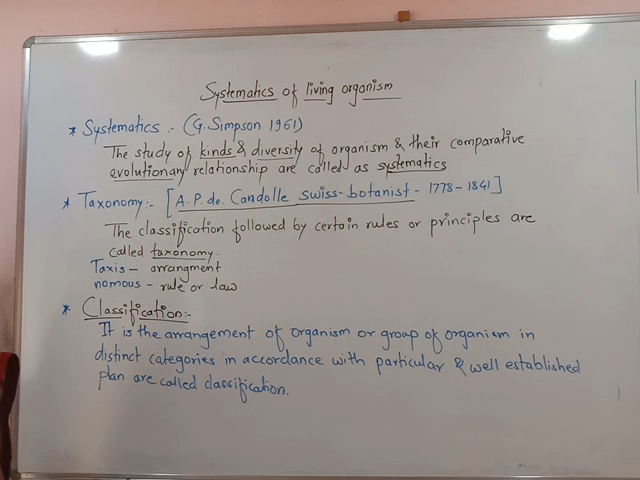 Systematics of living organism
* Systematics :- (G. Simpson 1961)
The study of kinds & diversity of organism & their comparative
evolutionary relationship are called as systematics
* Taxonomy :- [A. P. de. Candolle swiss-botanist - 1778 - 1841]
The classification followed by certain rules or principles are
called taxonomy.
Taxis - arrangment
nomous - rule or law
* Classification :-
It is the arrangement of organism or group of organism in
distinct categories in accordance with particular & well established
plan are called classification.